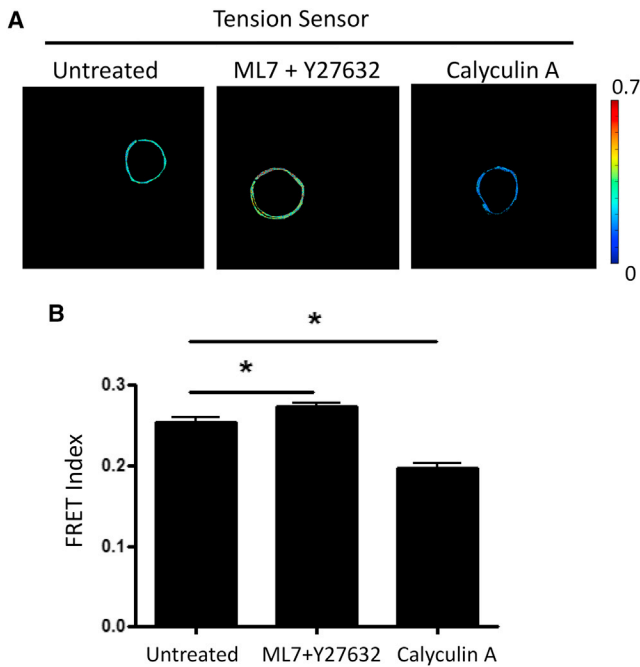 A
Tension Sensor
Untreated ML7 + Y27632 Calyculin A
0.7
0
B
*
*
0.3
0.2
0.1
0.0
FRET Index
Untreated ML7+Y27632 Calyculin A